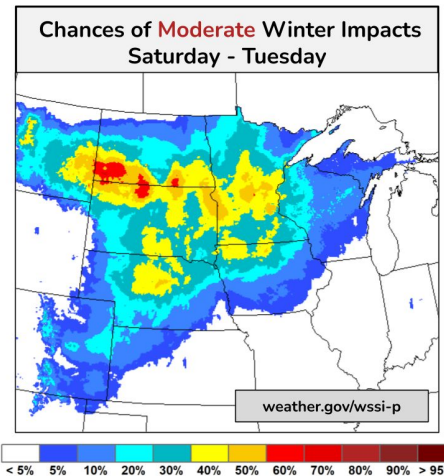 Chances of Moderate Winter Impacts
Saturday - Tuesday
weather.gov/wssi-p
< 5% 5% 10% 20% 30% 40% 50% 60% 70% 80% 90% > 95